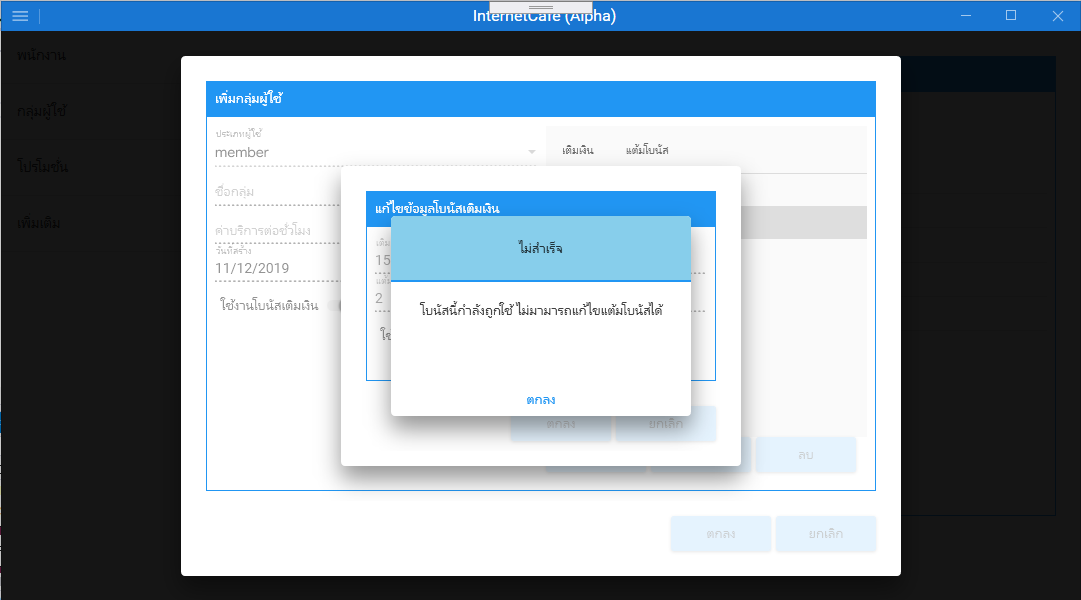 InternetCafe (Alpha)
พนักงาน
กลุ่มผู้ใช้
โปรโมชั่น
เพิ่มเติม
เพิ่มกลุ่มผู้ใช้
ประเภทผู้ใช้
member
เติมเงิน แต้มโบนัส
ชื่อกลุ่ม
ค่าบริการต่อชั่วโมง
วันที่สร้าง
11/12/2019
ใช้งานโบนัสเติมเงิน
แก้ไขข้อมูลโบนัสเติมเงิน
15
2
ไม่สำเร็จ
โบนัสนี้กำลังถูกใช้ ไม่มามารถแก้ไขแต้มโบนัสได้
ตกลง
ตกลง ยกเลิก
ลบ
ตกลง ยกเลิก